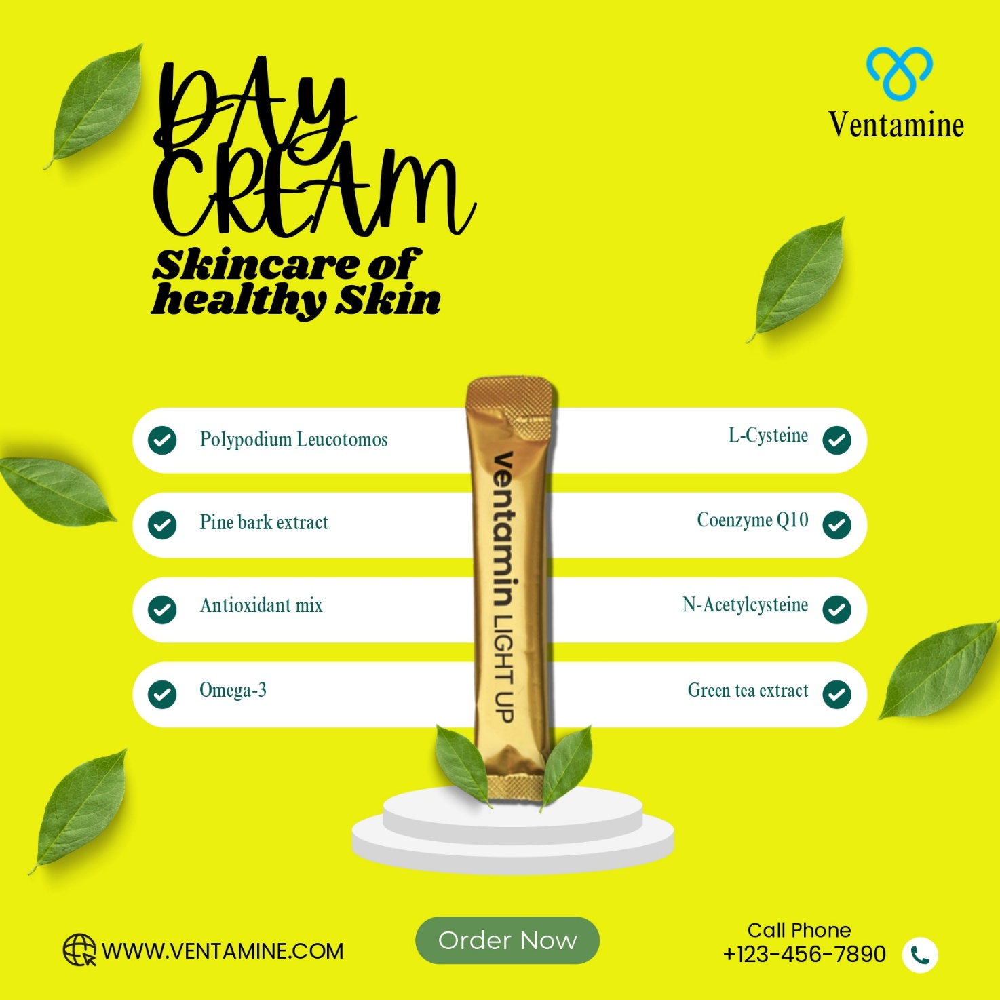 DAy
CREAM
Skincare of
healthy Skin
Ventamine
Polypodium Leucotomos
L-Cysteine
Pine bark extract
Coenzyme Q10
Antioxidant mix
N-Acetylcysteine
Omega-3
Green tea extract
ventamin LIGHT UP
WWW.VENTAMINE.COM
Order Now
Call Phone
+123-456-7890